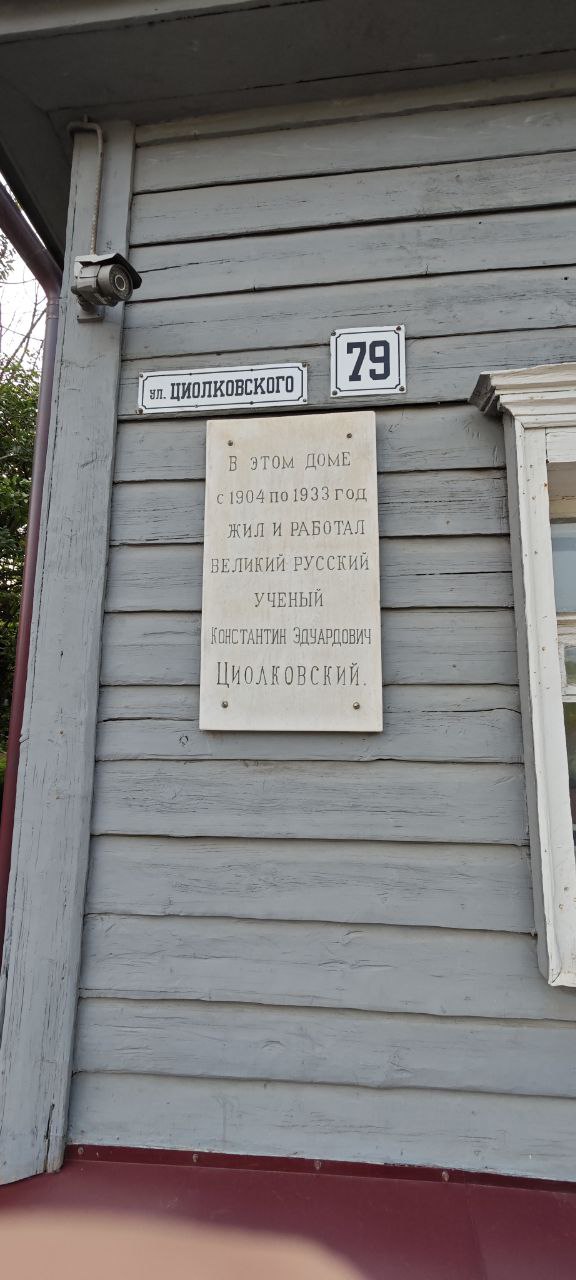 ул. ЦИОЛКОВСКОГО
79
В ЭТОМ ДОМЕ
С 1904 ПО 1933 ГОД
ЖИЛ И РАБОТАЛ
ВЕЛИКИЙ РУССКИЙ
УЧЕНЫЙ
КОНСТАНТИН ЭДУАРДОВИЧ
ЦИОЛКОВСКИЙ.